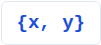 {x, y}